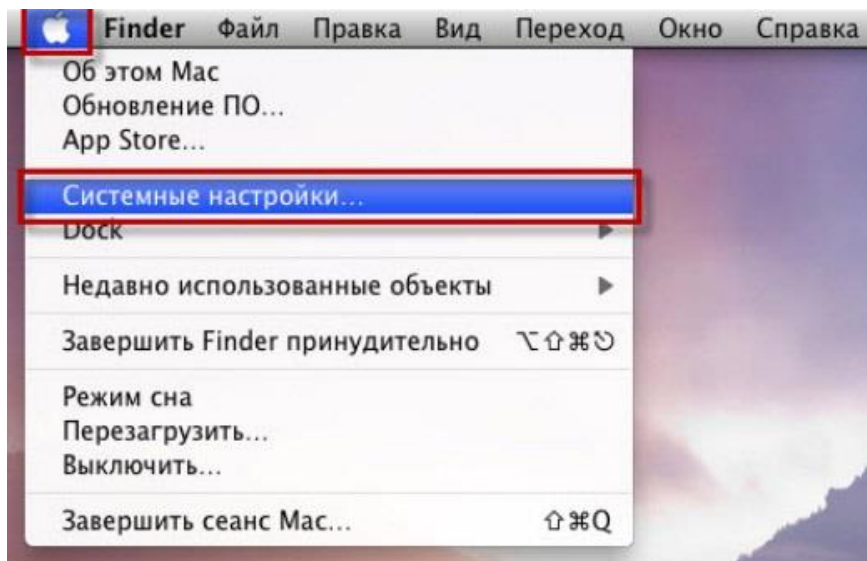 Finder Файл Правка Вид Переход Окно Справка
Об этом Mac
Обновление ПО...
App Store...
Системные настройки...
Dock
Недавно использованные объекты
Завершить Finder принудительно ⌥⇧⌘⎋
Режим сна
Перезагрузить...
Выключить...
Завершить сеанс Mac... ⇧⌘Q